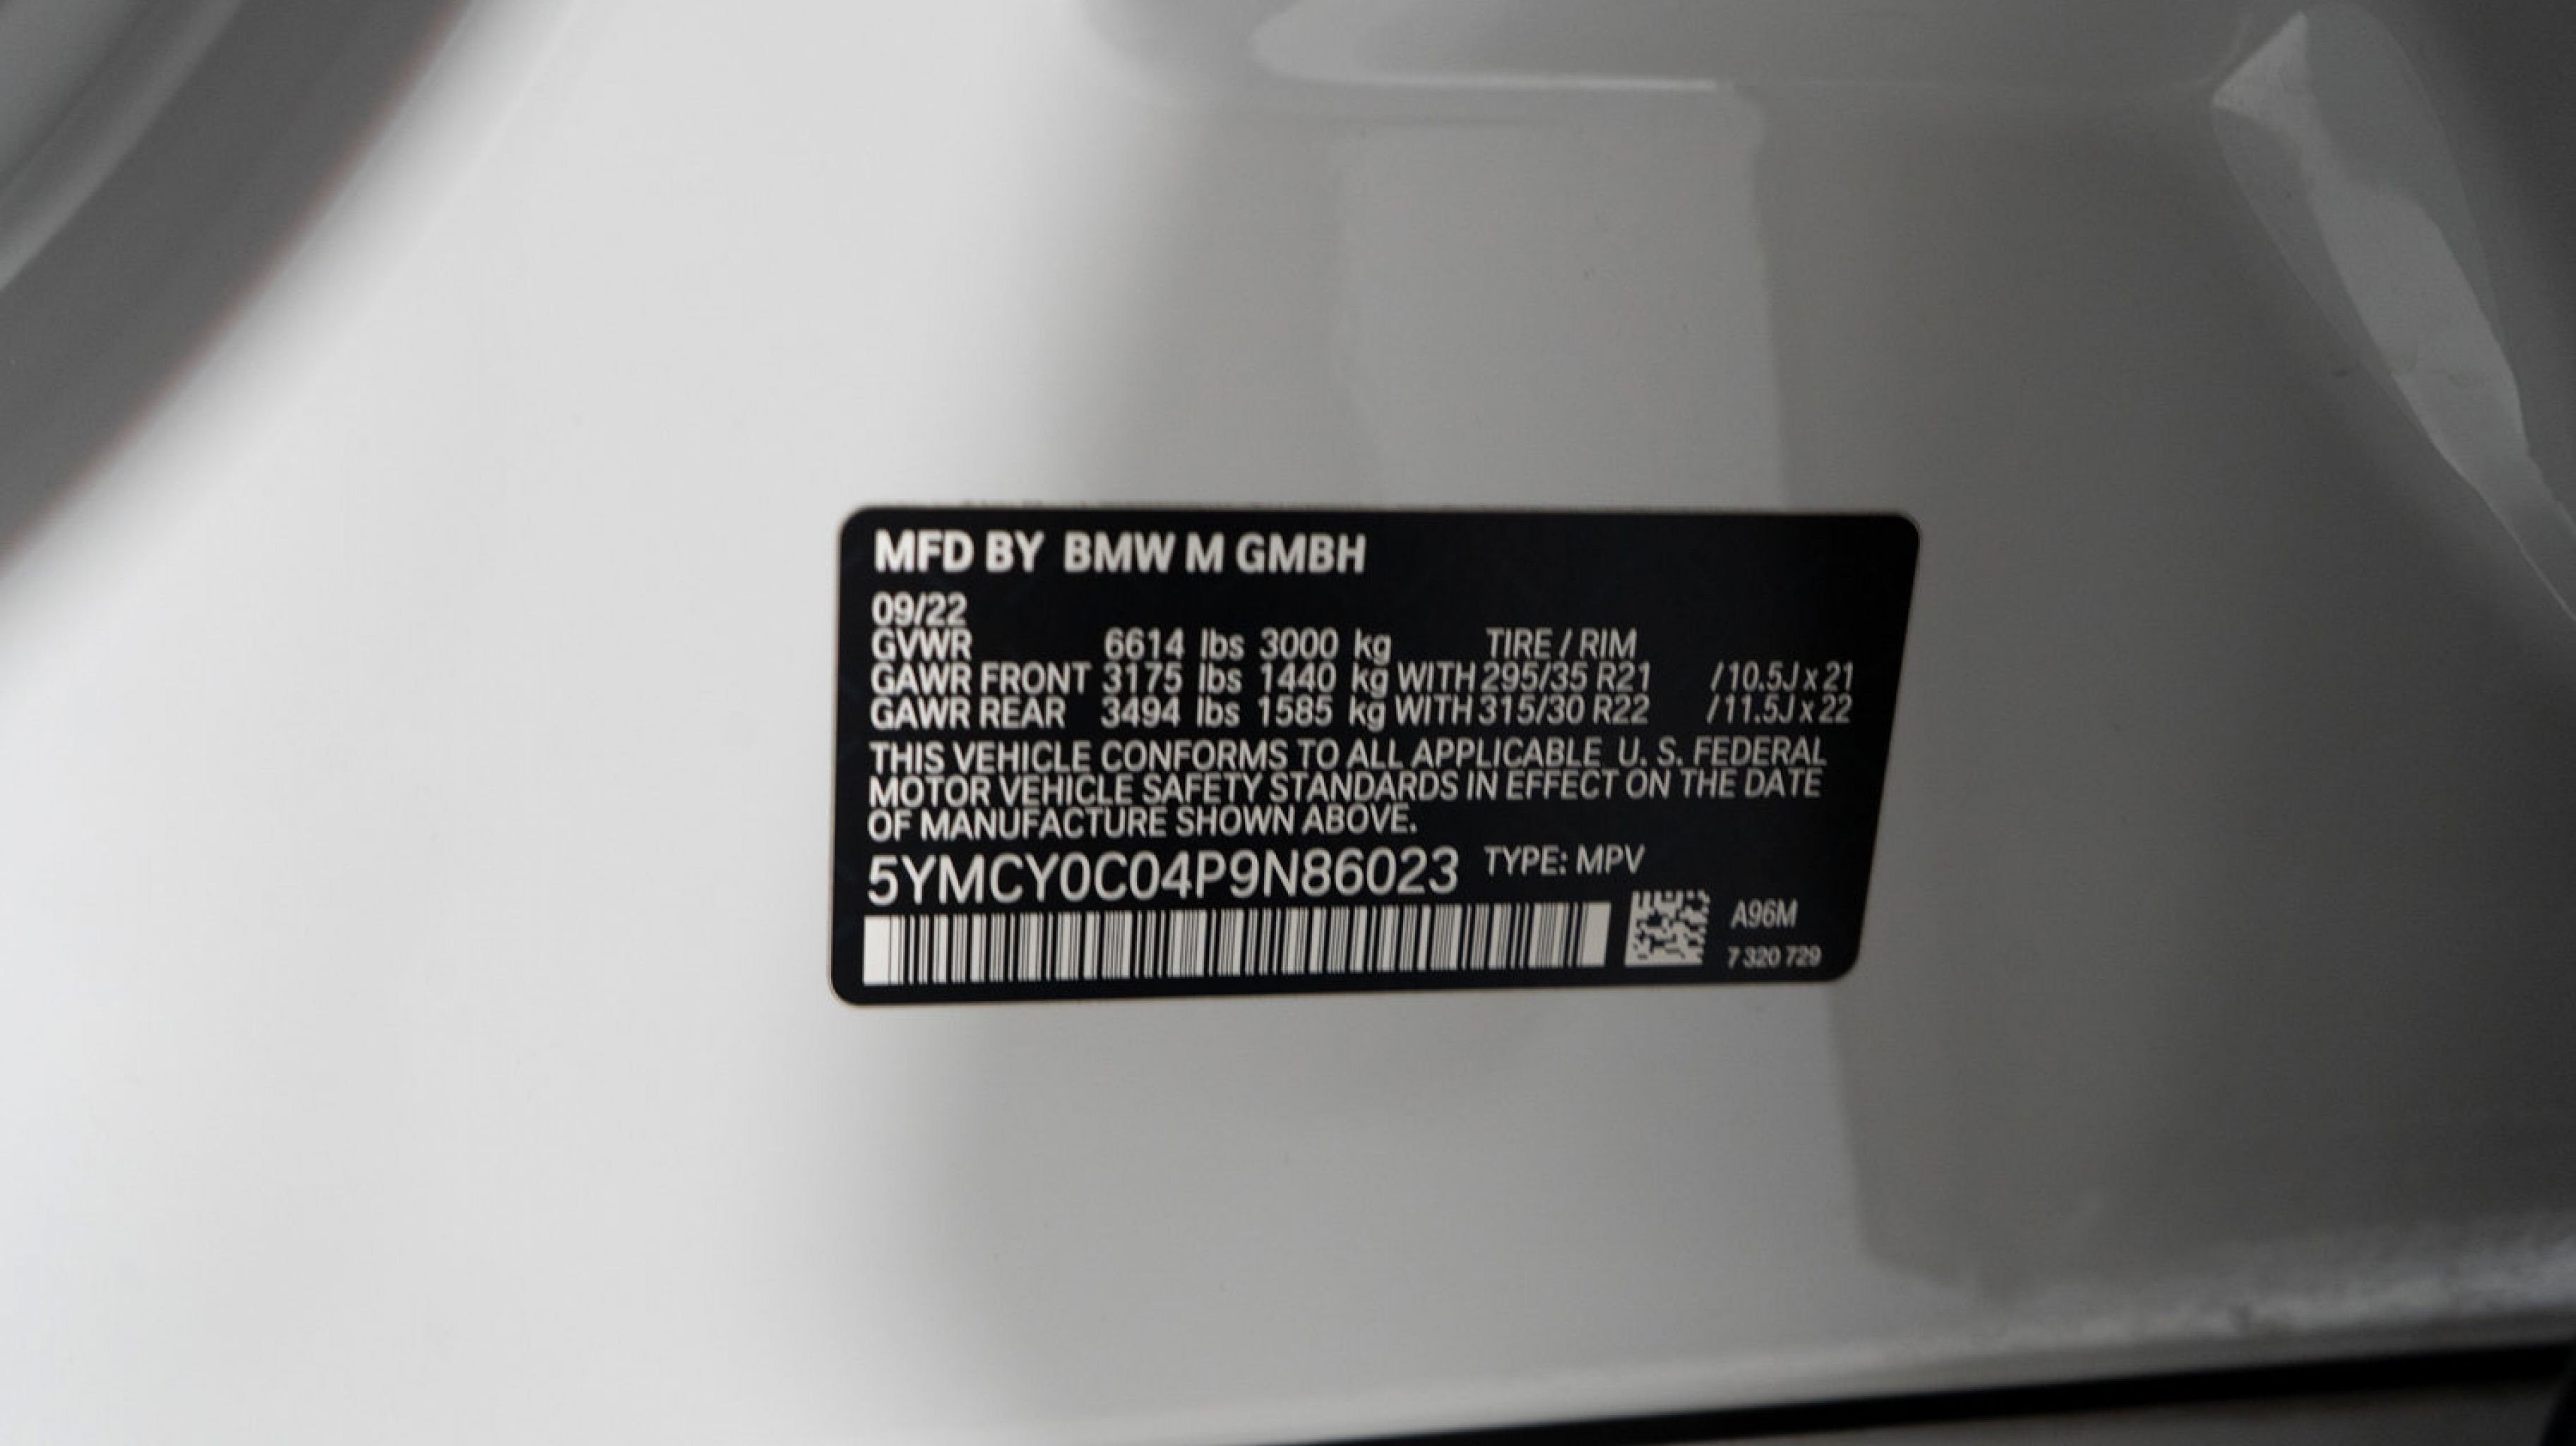 MFD BY BMW M GMBH
09/22
GVWR 6614 lbs 3000 kg TIRE / RIM
GAWR FRONT 3175 lbs 1440 kg WITH 295/35 R21 /10.5J x 21
GAWR REAR 3494 lbs 1585 kg WITH 315/30 R22 /11.5J x 22
THIS VEHICLE CONFORMS TO ALL APPLICABLE U. S. FEDERAL
MOTOR VEHICLE SAFETY STANDARDS IN EFFECT ON THE DATE
OF MANUFACTURE SHOWN ABOVE.
5YMCY0C04P9N86023 TYPE: MPV
A96M
7 320 729